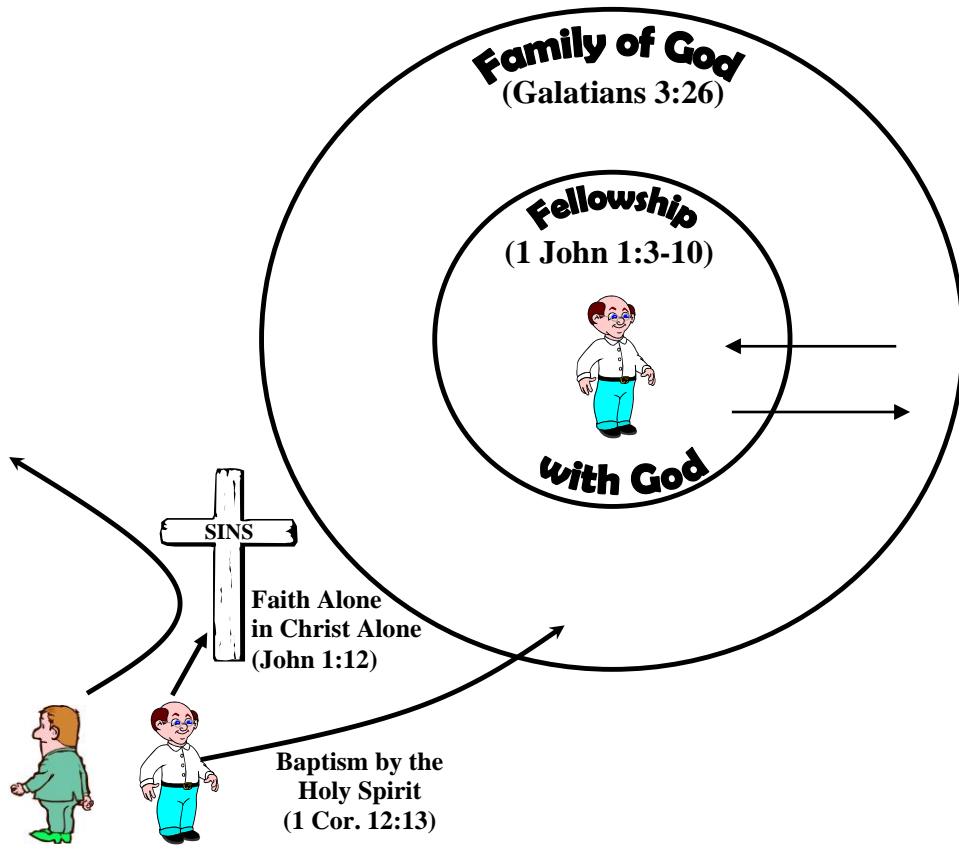 Family of God
(Galatians 3:26)
Fellowship
(1 John 1:3-10)
with God
SINS
Faith Alone
in Christ Alone
(John 1:12)
Baptism by the
Holy Spirit
(1 Cor. 12:13)